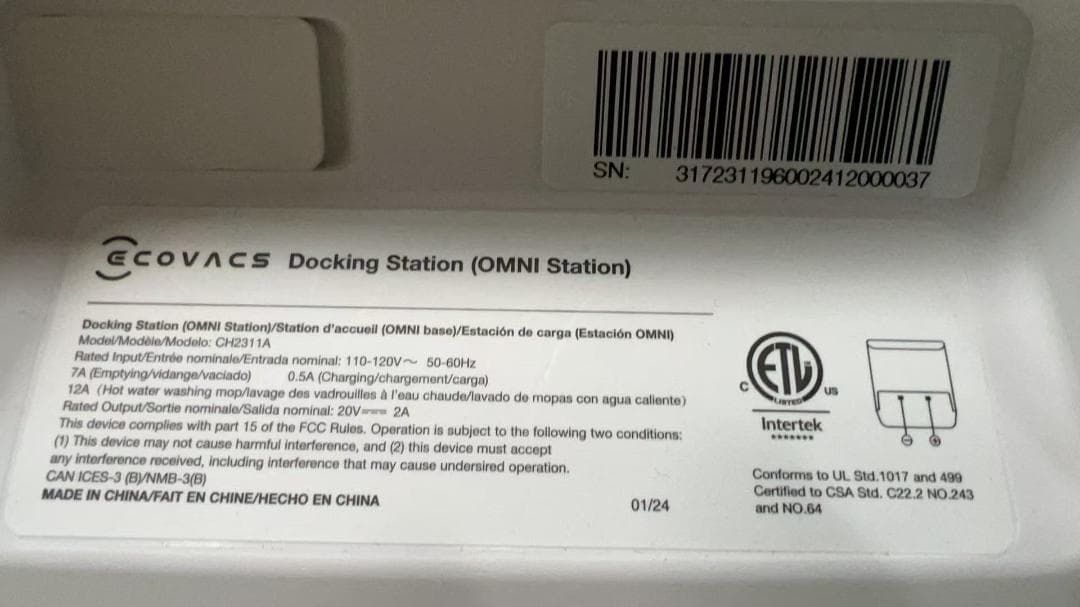 SN: 317231196002412000037
ECOVACS Docking Station (OMNI Station)
Docking Station (OMNI Station)/Station d'accueil (OMNI base)/Estación de carga (Estación OMNI)
Model/Modèle/Modelo: CH2311A
Rated Input/Entrée nominale/Entrada nominal: 110-120V~ 50-60Hz
7A (Emptying/vidange/vaciado) 0.5A (Charging/chargement/carga)
12A (Hot water washing mop/lavage des vadrouilles à l'eau chaude/lavado de mopas con agua caliente)
Rated Output/Sortie nominale/Salida nominal: 20V⎓ 2A
This device complies with part 15 of the FCC Rules. Operation is subject to the following two conditions:
(1) This device may not cause harmful interference, and (2) this device must accept
any interference received, including interference that may cause undersired operation.
CAN ICES-3 (B)/NMB-3(B)
MADE IN CHINA/FAIT EN CHINE/HECHO EN CHINA
01/24
ETL
C US
LISTED
Intertek
*******
Conforms to UL Std.1017 and 499
Certified to CSA Std. C22.2 NO.243
and NO.64